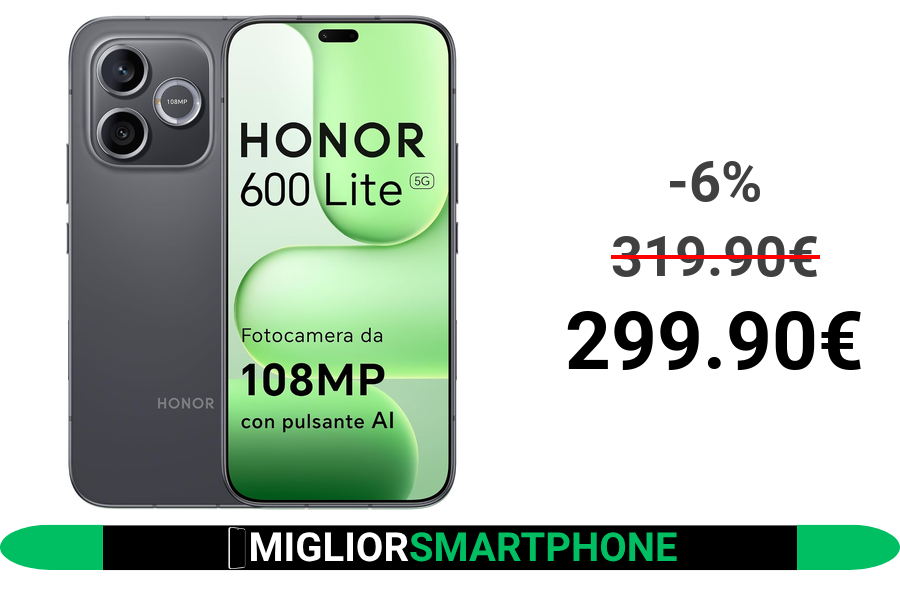 108MP
HONOR
HONOR
600 Lite 5G
Fotocamera da
108MP
con pulsante AI
-6%
319.90€
299.90€
MIGLIORSMARTPHONE